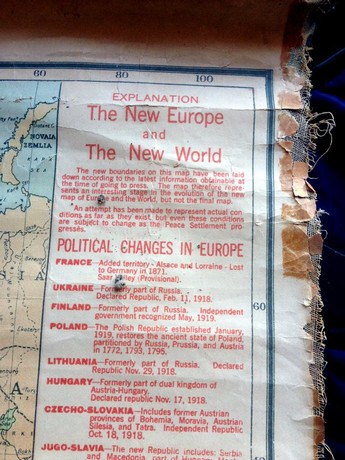 60 80 100
EXPLANATION
The New Europe
and
The New World
NOVAIA
ZEMLIA
The new boundaries on this map have been laid
down according to the latest information obtainable at
the time of going to press. The map therefore repre-
sents an interesting stage in the evolution of the new
map of Europe and the World, but not the final map.
An attempt has been made to represent actual con-
ditions as far as they exist, but even these conditions
are subject to change as the Peace Settlement pro-
gresses.
POLITICAL CHANGES IN EUROPE
FRANCE—Added territory - Alsace and Lorraine - Lost
to Germany in 1871.
Saar Valley (Provisional).
UKRAINE—Formerly part of Russia.
Declared Republic, Feb. 11, 1918.
FINLAND—Formerly part of Russia. Independent
government recognized May, 1919.
60
POLAND—The Polish Republic established January,
1919, restores the ancient state of Poland,
partitioned by Russia, Prussia, and Austria
in 1772, 1793, 1795.
LITHUANIA—Formerly part of Russia. Declared
Republic Nov. 29, 1918.
HUNGARY—Formerly part of dual kingdom of
Austria-Hungary.
Declared republic Nov. 17, 1918.
CZECHO-SLOVAKIA—Includes former Austrian
provinces of Bohemia, Moravia, Austrian
Silesia, and Tatra. Independent Republic
Oct. 18, 1918.
JUGO-SLAVIA—The new Republic includes: Serbia